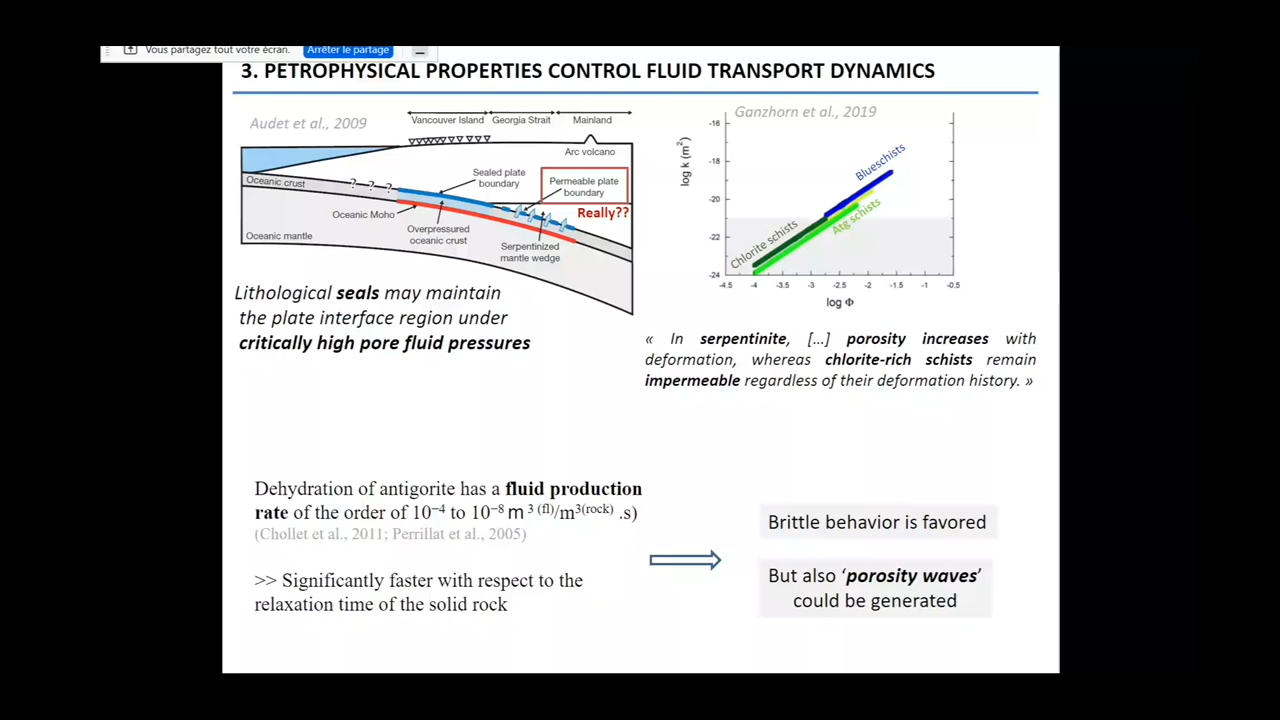 Vous partagez tout votre écran. Arrêter le partage
3. PETROPHYSICAL PROPERTIES CONTROL FLUID TRANSPORT DYNAMICS
Audet et al., 2009
Vancouver Island Georgia Strait Mainland
Arc volcano
Oceanic crust
? ? ?
Sealed plate
boundary
Permeable plate
boundary
Really??
Oceanic Moho
Overpressured
oceanic crust
Serpentinized
mantle wedge
Oceanic mantle
Lithological seals may maintain
the plate interface region under
critically high pore fluid pressures
Ganzhorn et al., 2019
log k (m²)
-16
-18
-20
-22
-24
Blueschists
Atg schists
Chlorite schists
-4.5 -4 -3.5 -3 -2.5 -2 -1.5 -1 -0.5
log Φ
« In serpentinite, [...] porosity increases with
deformation, whereas chlorite-rich schists remain
impermeable regardless of their deformation history. »
Dehydration of antigorite has a fluid production
rate of the order of 10⁻⁴ to 10⁻⁸ m ³ ⁽ᶠˡ⁾/m³⁽ʳᵒᶜᵏ⁾ .s)
(Chollet et al., 2011; Perrillat et al., 2005)
>> Significantly faster with respect to the
relaxation time of the solid rock
Brittle behavior is favored
But also ‘porosity waves’
could be generated